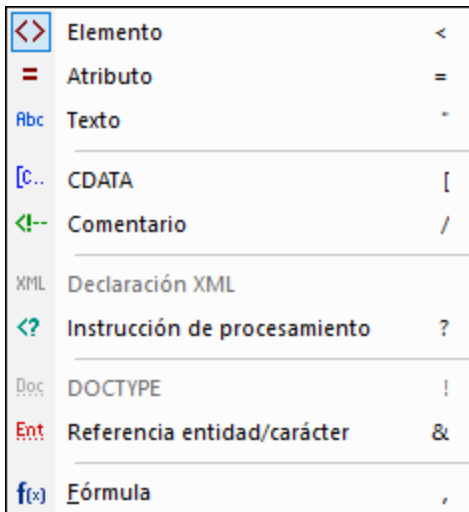 <> Elemento <
= Atributo =
Abc Texto "
[C.. CDATA [
<!-- Comentario /
XML Declaración XML
<? Instrucción de procesamiento ?
Doc DOCTYPE !
Ent Referencia entidad/carácter &
f(x) Fórmula ,